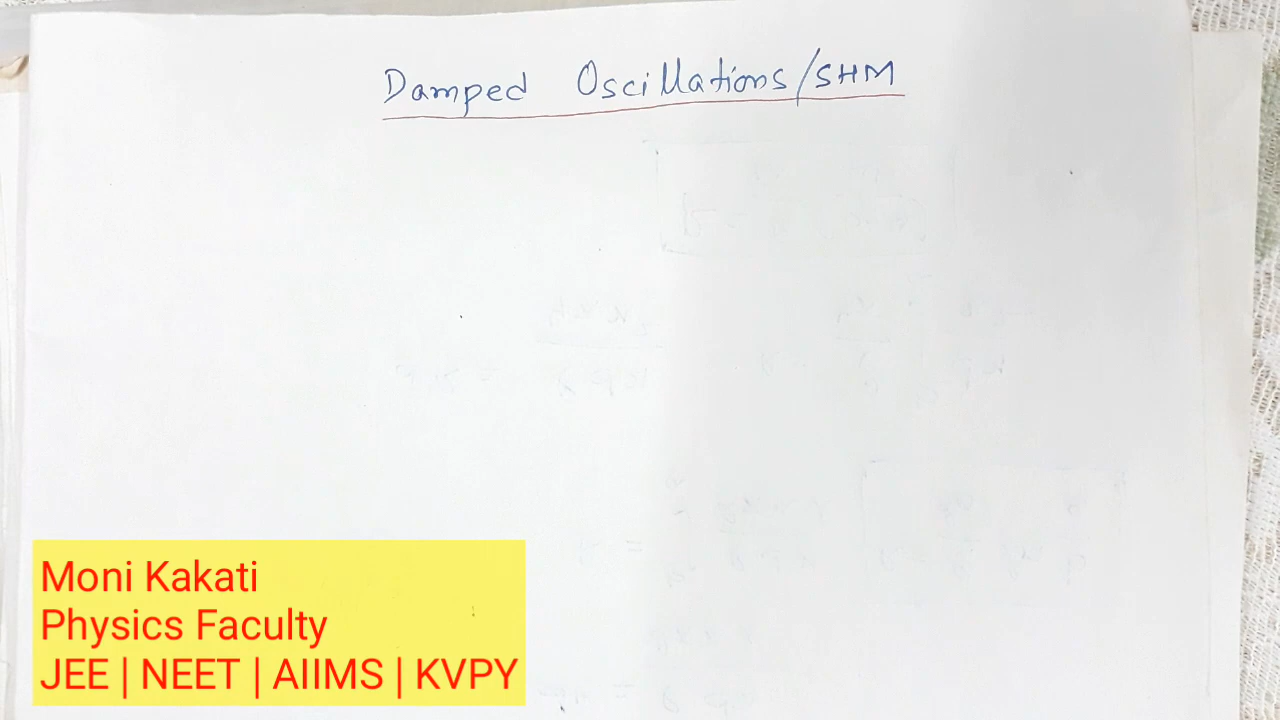 Damped Oscillations/SHM
Moni Kakati
Physics Faculty
JEE | NEET | AIIMS | KVPY